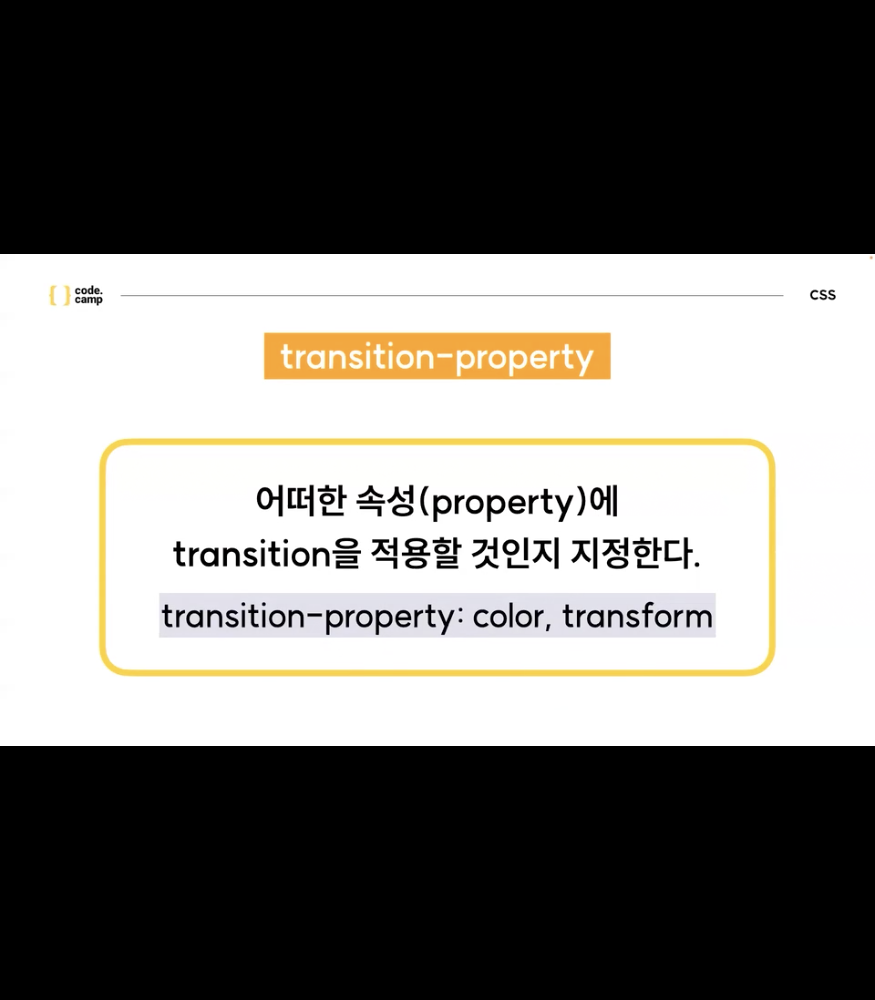 { } code.
camp
CSS
transition-property
어떠한 속성(property)에
transition을 적용할 것인지 지정한다.
transition-property: color, transform